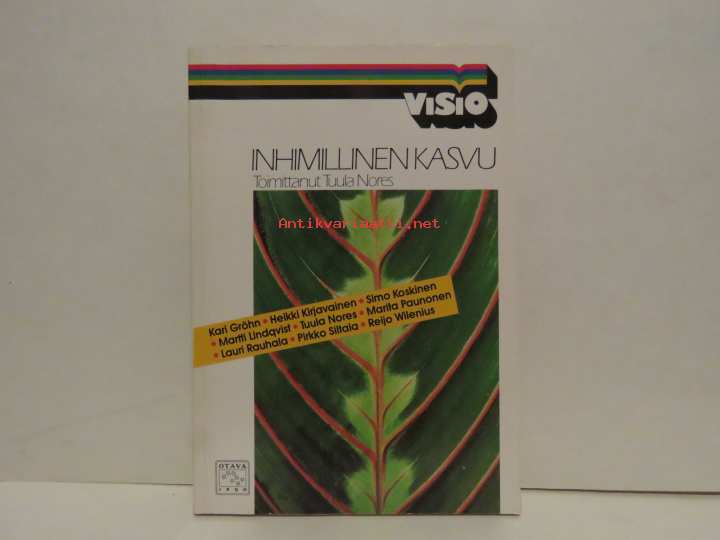 VISIO
INHIMILLINEN KASVU
Toimittanut Tuula Nores
Antikvariaatti.net
Kari Gröhn • Heikki Kirjavainen • Simo Koskinen
• Martti Lindqvist • Tuula Nores • Marita Paunonen
• Lauri Rauhala • Pirkko Siltala • Reijo Wilenius
OTAVA
1890